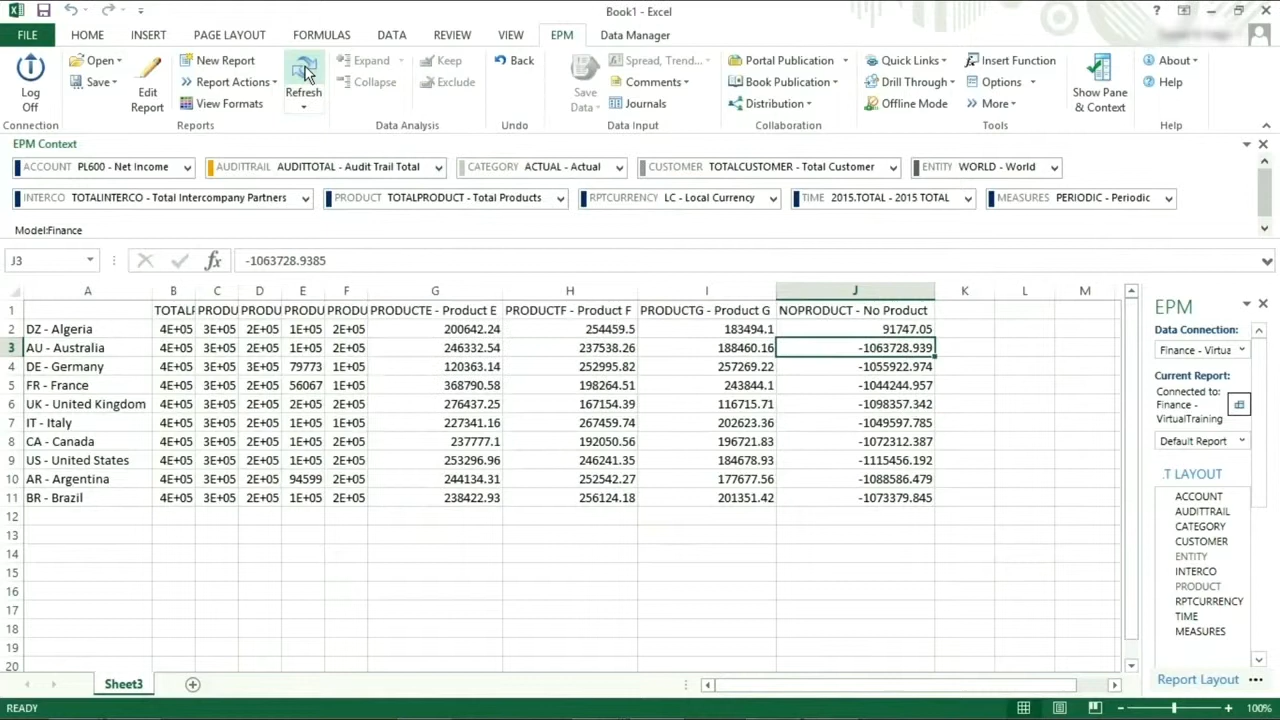 Book1 - Excel
FILE HOME INSERT PAGE LAYOUT FORMULAS DATA REVIEW VIEW EPM Data Manager
Open New Report Expand Keep Back Spread, Trend... Portal Publication Quick Links Insert Function About
Save Report Actions Collapse Exclude Comments Book Publication Drill Through Options Help
View Formats Journals Distribution Offline Mode More
Log Off
Edit Report
Refresh
Save Data
Show Pane & Context
Connection Reports Data Analysis Undo Data Input Collaboration Tools Help
EPM Context
ACCOUNT PL600 - Net Income AUDITTRAIL AUDITTOTAL - Audit Trail Total CATEGORY ACTUAL - Actual CUSTOMER TOTALCUSTOMER - Total Customer ENTITY WORLD - World
INTERCO TOTALINTERCO - Total Intercompany Partners PRODUCT TOTALPRODUCT - Total Products RPTCURRENCY LC - Local Currency TIME 2015.TOTAL - 2015 TOTAL MEASURES PERIODIC - Periodic
Model:Finance
J3 fx -1063728.9385
A B C D E F G H I J K L M
1 TOTALP PRODU PRODU PRODU PRODU PRODUCTE - Product E PRODUCTF - Product F PRODUCTG - Product G NOPRODUCT - No Product
2 DZ - Algeria 4E+05 3E+05 2E+05 1E+05 2E+05 200642.24 254459.5 183494.1 91747.05
3 AU - Australia 4E+05 3E+05 2E+05 1E+05 2E+05 246332.54 237538.26 188460.16 -1063728.939
4 DE - Germany 4E+05 3E+05 2E+05 79773 1E+05 120363.14 252995.82 257269.22 -1055922.974
5 FR - France 4E+05 3E+05 2E+05 56067 1E+05 368790.58 198264.51 243844.1 -1044244.957
6 UK - United Kingdom 4E+05 3E+05 2E+05 1E+05 2E+05 276437.25 167154.39 116715.71 -1098357.342
7 IT - Italy 4E+05 3E+05 2E+05 1E+05 2E+05 227341.16 267459.74 202623.36 -1049597.785
8 CA - Canada 4E+05 3E+05 2E+05 1E+05 2E+05 237777.1 192050.56 196721.83 -1072312.387
9 US - United States 4E+05 3E+05 2E+05 1E+05 2E+05 253296.96 246241.35 184678.93 -1115456.192
10 AR - Argentina 4E+05 3E+05 2E+05 94599 1E+05 244134.31 252542.27 177677.56 -1088586.479
11 BR - Brazil 4E+05 3E+05 2E+05 1E+05 2E+05 238422.93 256124.18 201351.42 -1073379.845
12
13
14
15
16
17
18
19
20
EPM
Data Connection:
Finance - Virtua
Current Report:
Connected to:
Finance -
VirtualTraining
Default Report
.T LAYOUT
ACCOUNT
AUDITTRAIL
CATEGORY
CUSTOMER
ENTITY
INTERCO
PRODUCT
RPTCURRENCY
TIME
MEASURES
Report Layout ...
Sheet3
READY 100%